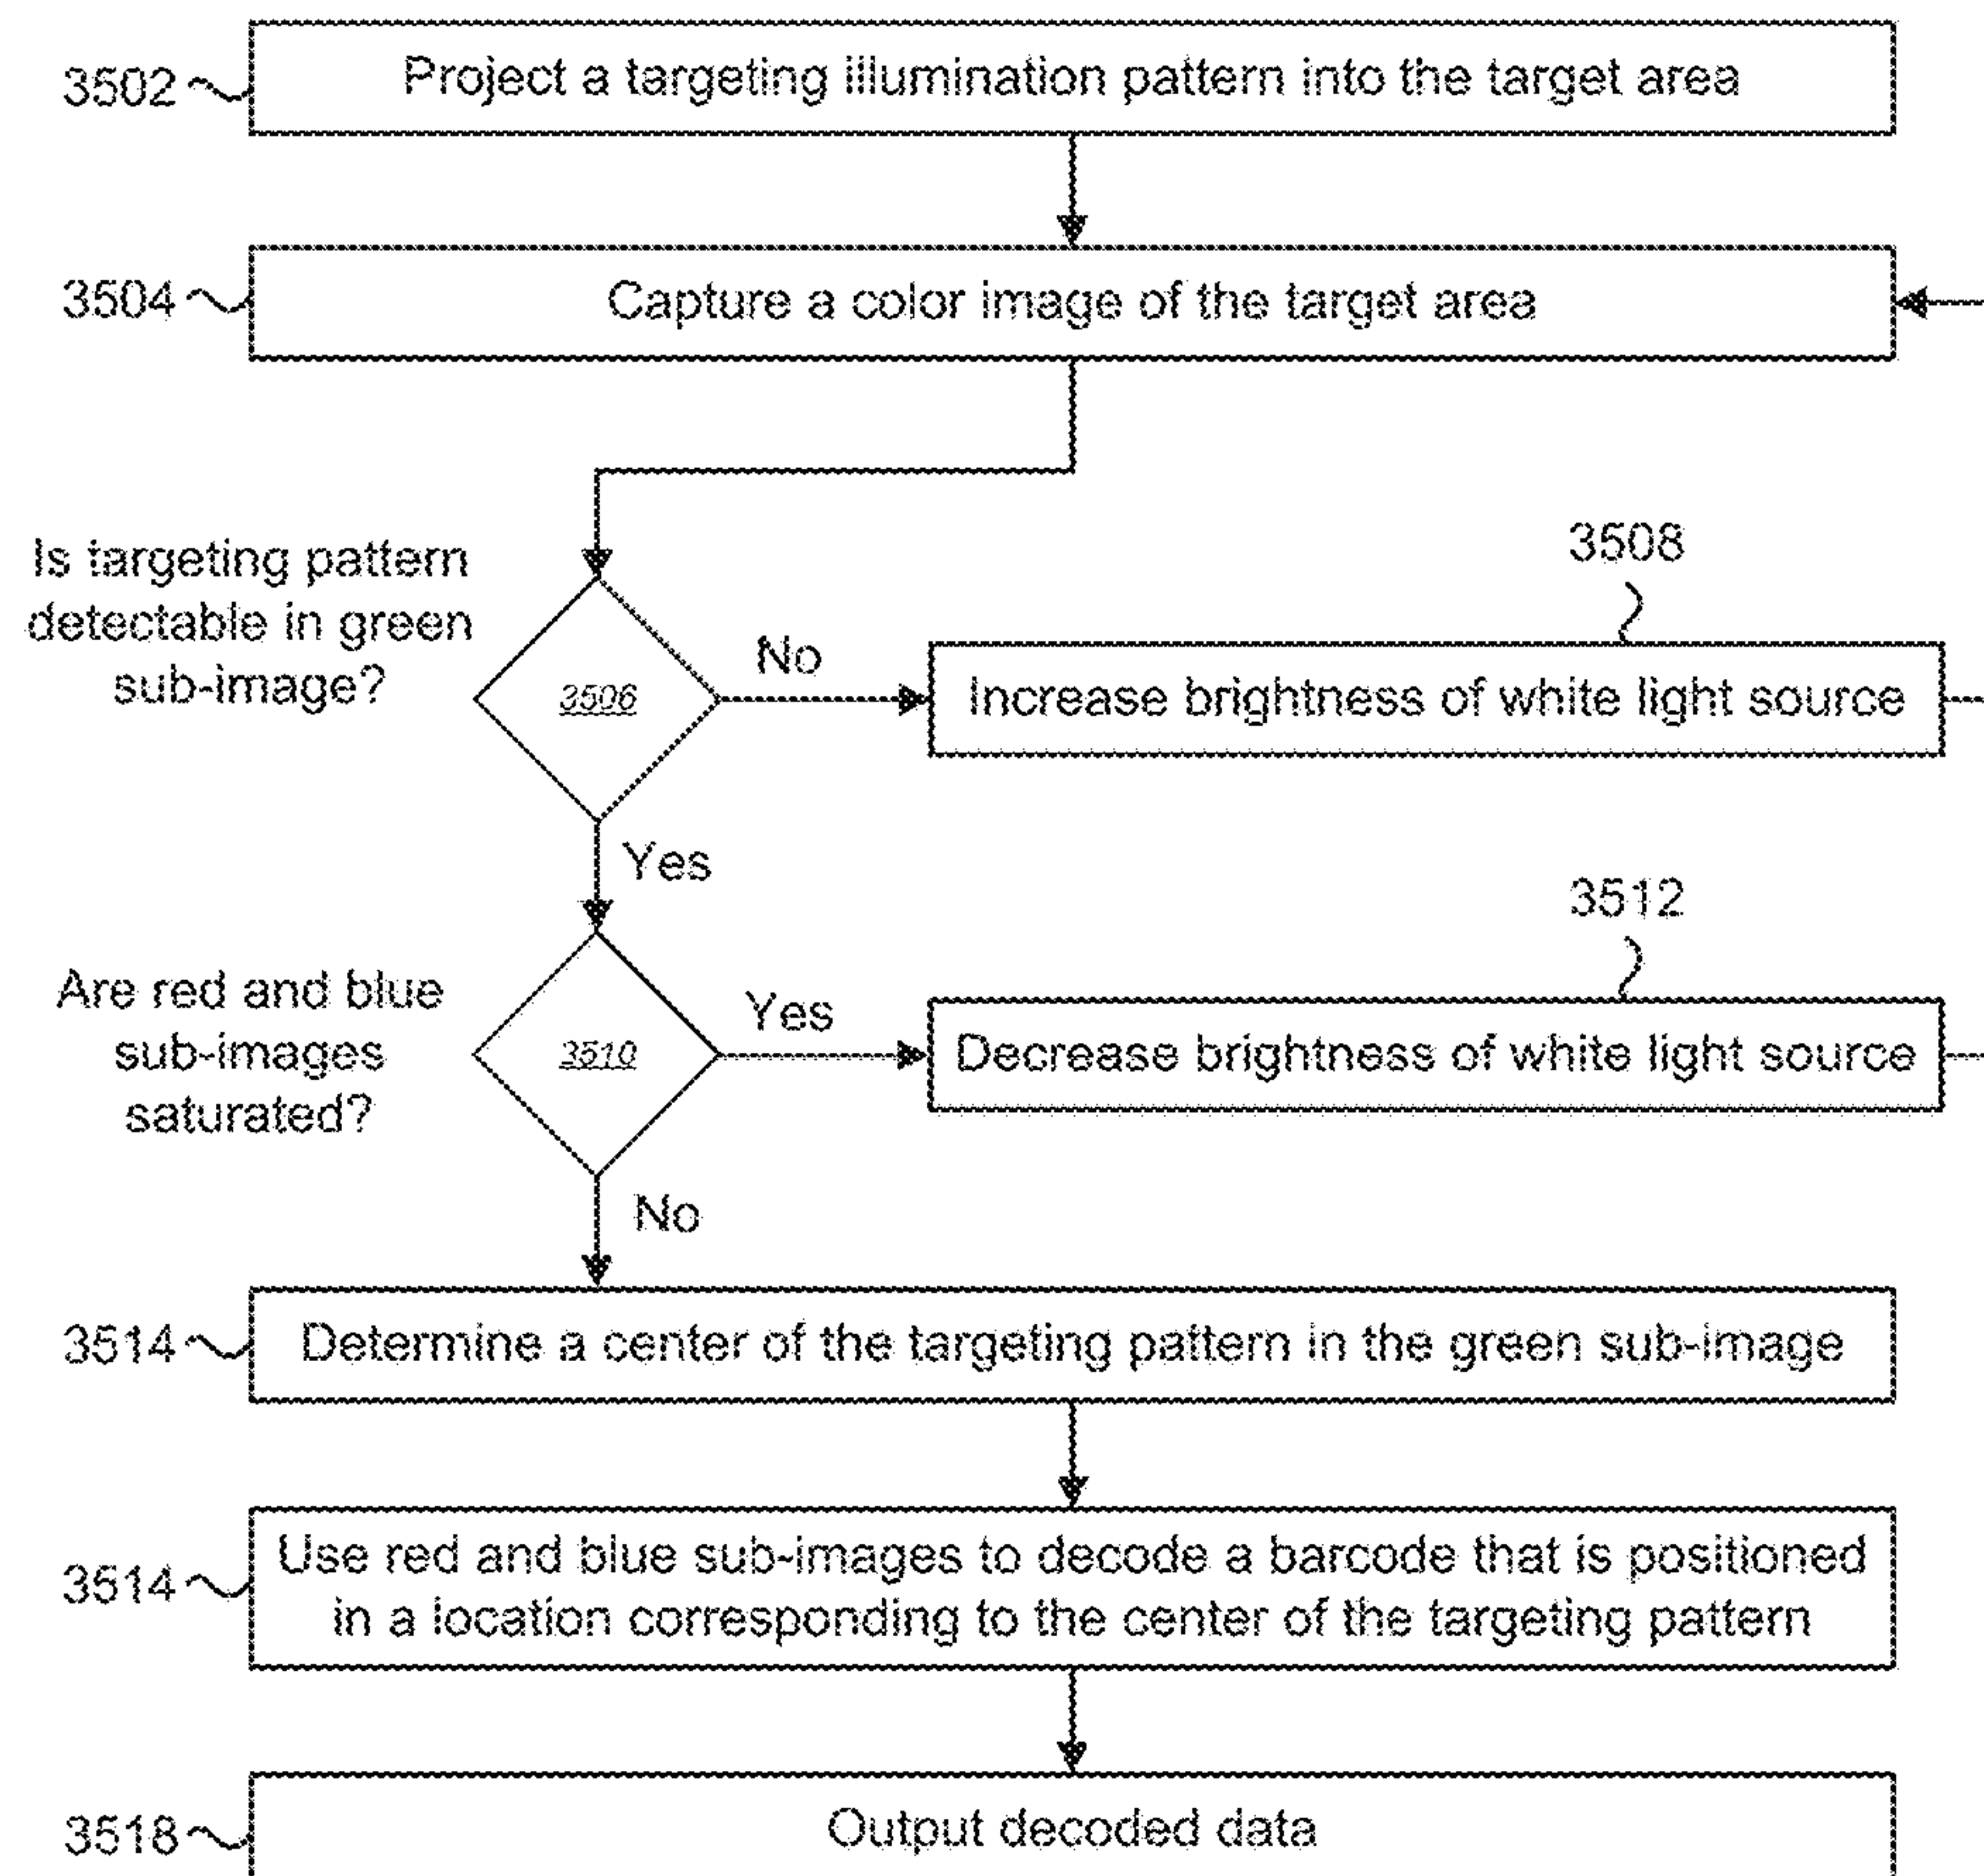 3502
Project a targeting illumination pattern into the target area
3504
Capture a color image of the target area
Is targeting pattern
detectable in green
sub-image?
3506
No
3508
Increase brightness of white light source
Yes
Are red and blue
sub-images
saturated?
3510
Yes
3512
Decrease brightness of white light source
No
3514
Determine a center of the targeting pattern in the green sub-image
3514
Use red and blue sub-images to decode a barcode that is positioned
in a location corresponding to the center of the targeting pattern
3518
Output decoded data